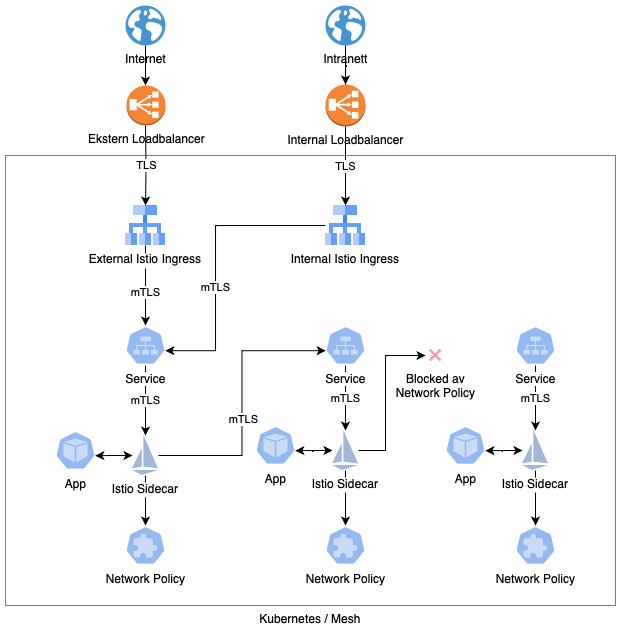 Internet
Intranett
Ekstern Loadbalancer
Internal Loadbalancer
TLS
TLS
External Istio Ingress
Internal Istio Ingress
mTLS
mTLS
Service
Service
Blocked av
Network Policy
Service
mTLS
mTLS
mTLS
mTLS
App
Istio Sidecar
App
Istio Sidecar
App
Istio Sidecar
Network Policy
Network Policy
Network Policy
Kubernetes / Mesh